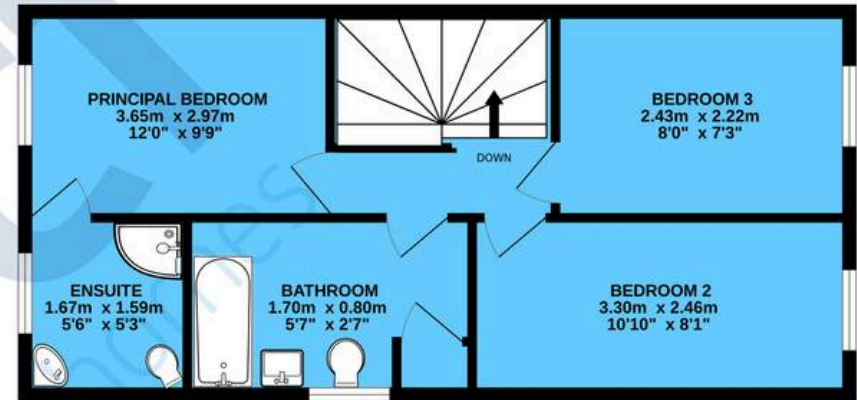 PRINCIPAL BEDROOM
3.65m x 2.97m
12'0" x 9'9"
DOWN
BEDROOM 3
2.43m x 2.22m
8'0" x 7'3"
ENSUITE
1.67m x 1.59m
5'6" x 5'3"
BATHROOM
1.70m x 0.80m
5'7" x 2'7"
BEDROOM 2
3.30m x 2.46m
10'10" x 8'1"
homes